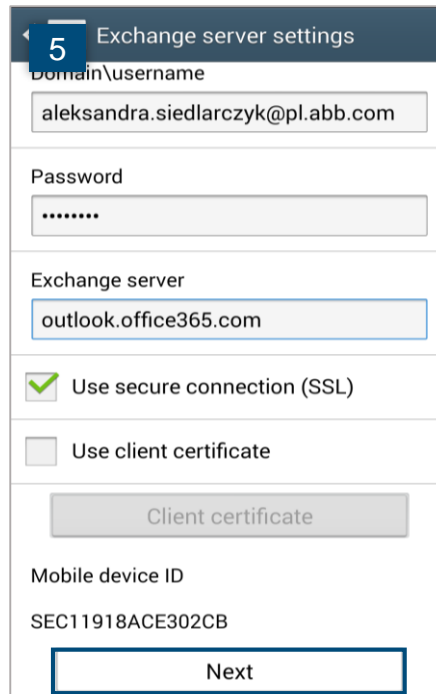 5
Exchange server settings
Domain\username
aleksandra.siedlarczyk@pl.abb.com
Password
••••••••
Exchange server
outlook.office365.com
Use secure connection (SSL)
Use client certificate
Client certificate
Mobile device ID
SEC11918ACE302CB
Next